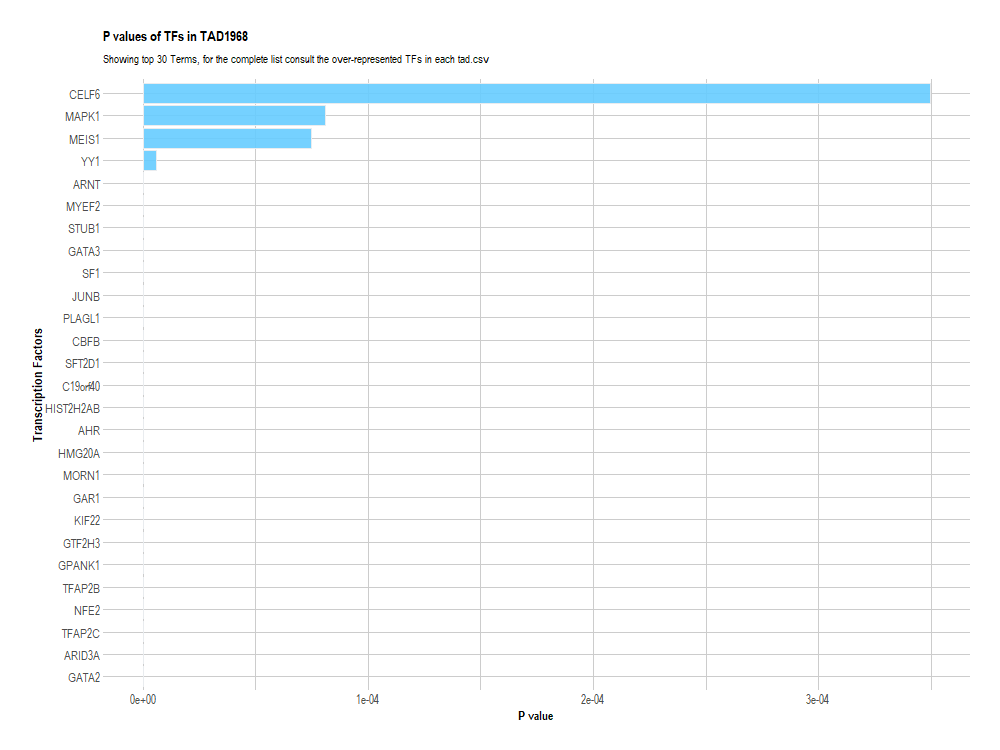 P values of TFs in TAD1968
Showing top 30 Terms, for the complete list consult the over-represented TFs in each tad.csv
Transcription Factors
CELF6
MAPK1
MEIS1
YY1
ARNT
MYEF2
STUB1
GATA3
SF1
JUNB
PLAGL1
CBFB
SFT2D1
C19orf40
HIST2H2AB
AHR
HMG20A
MORN1
GAR1
KIF22
GTF2H3
GPANK1
TFAP2B
NFE2
TFAP2C
ARID3A
GATA2
0e+00 1e-04 2e-04 3e-04
P value